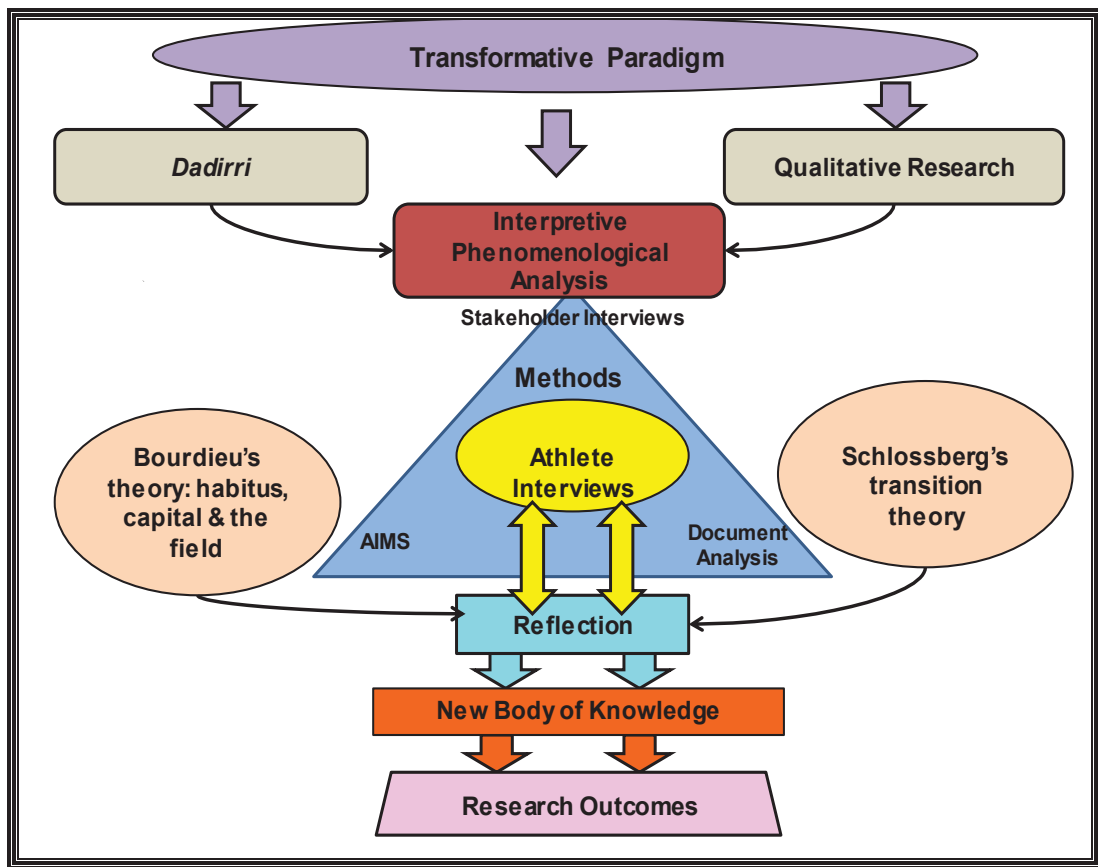 Transformative Paradigm
Dadirri
Qualitative Research
Interpretive
Phenomenological
Analysis
Stakeholder Interviews
Methods
Athlete
Interviews
Bourdieu's
theory: habitus,
capital & the
field
Schlossberg's
transition
theory
AIMS
Document
Analysis
Reflection
New Body of Knowledge
Research Outcomes